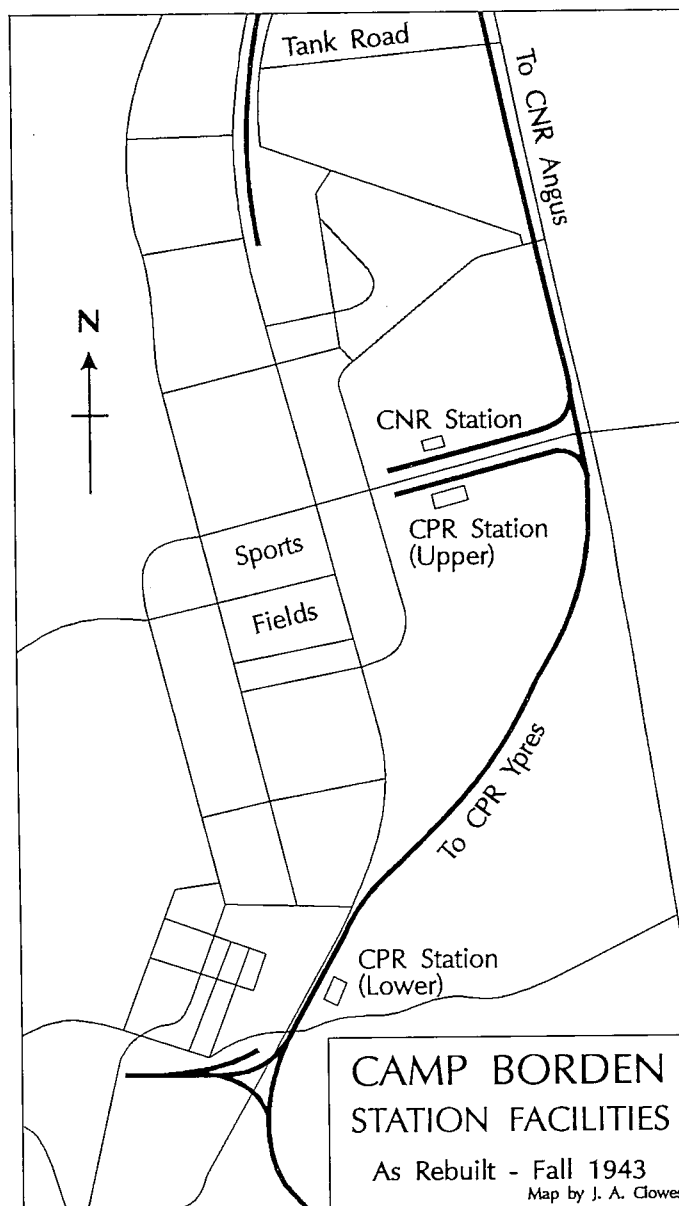 Tank Road
To CNR Angus
N
CNR Station
CPR Station
(Upper)
Sports
Fields
To CPR Ypres
CPR Station
(Lower)
CAMP BORDEN
STATION FACILITIES
As Rebuilt - Fall 1943
Map by J. A. Clowes